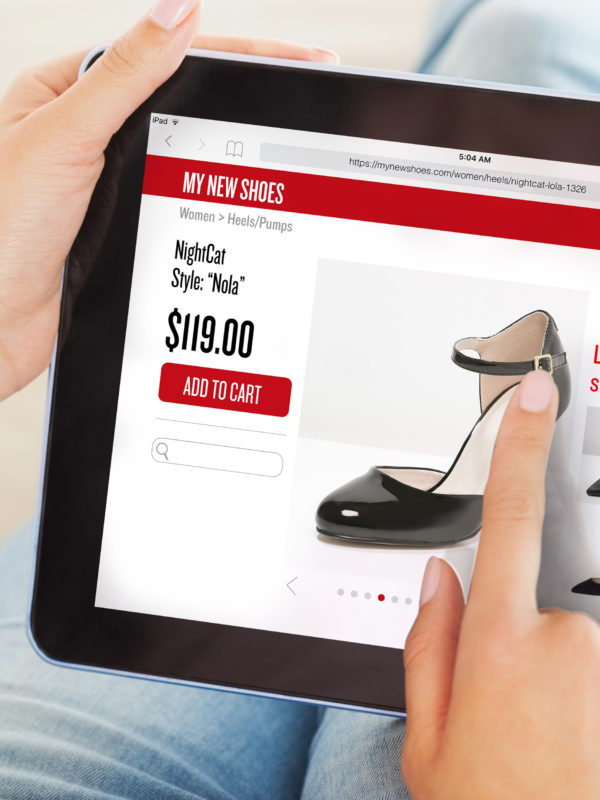 iPad
5:04 AM
https://mynewshoes.com/women/heels/nightcat-lola-1326
MY NEW SHOES
Women > Heels/Pumps
NightCat
Style: “Nola”
$119.00
ADD TO CART